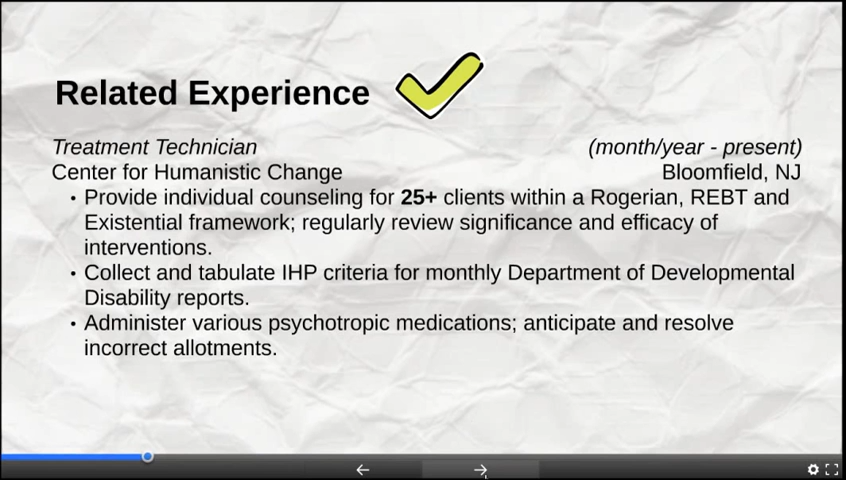 Related Experience
Treatment Technician (month/year - present)
Center for Humanistic Change Bloomfield, NJ
• Provide individual counseling for 25+ clients within a Rogerian, REBT and
Existential framework; regularly review significance and efficacy of
interventions.
• Collect and tabulate IHP criteria for monthly Department of Developmental
Disability reports.
• Administer various psychotropic medications; anticipate and resolve
incorrect allotments.